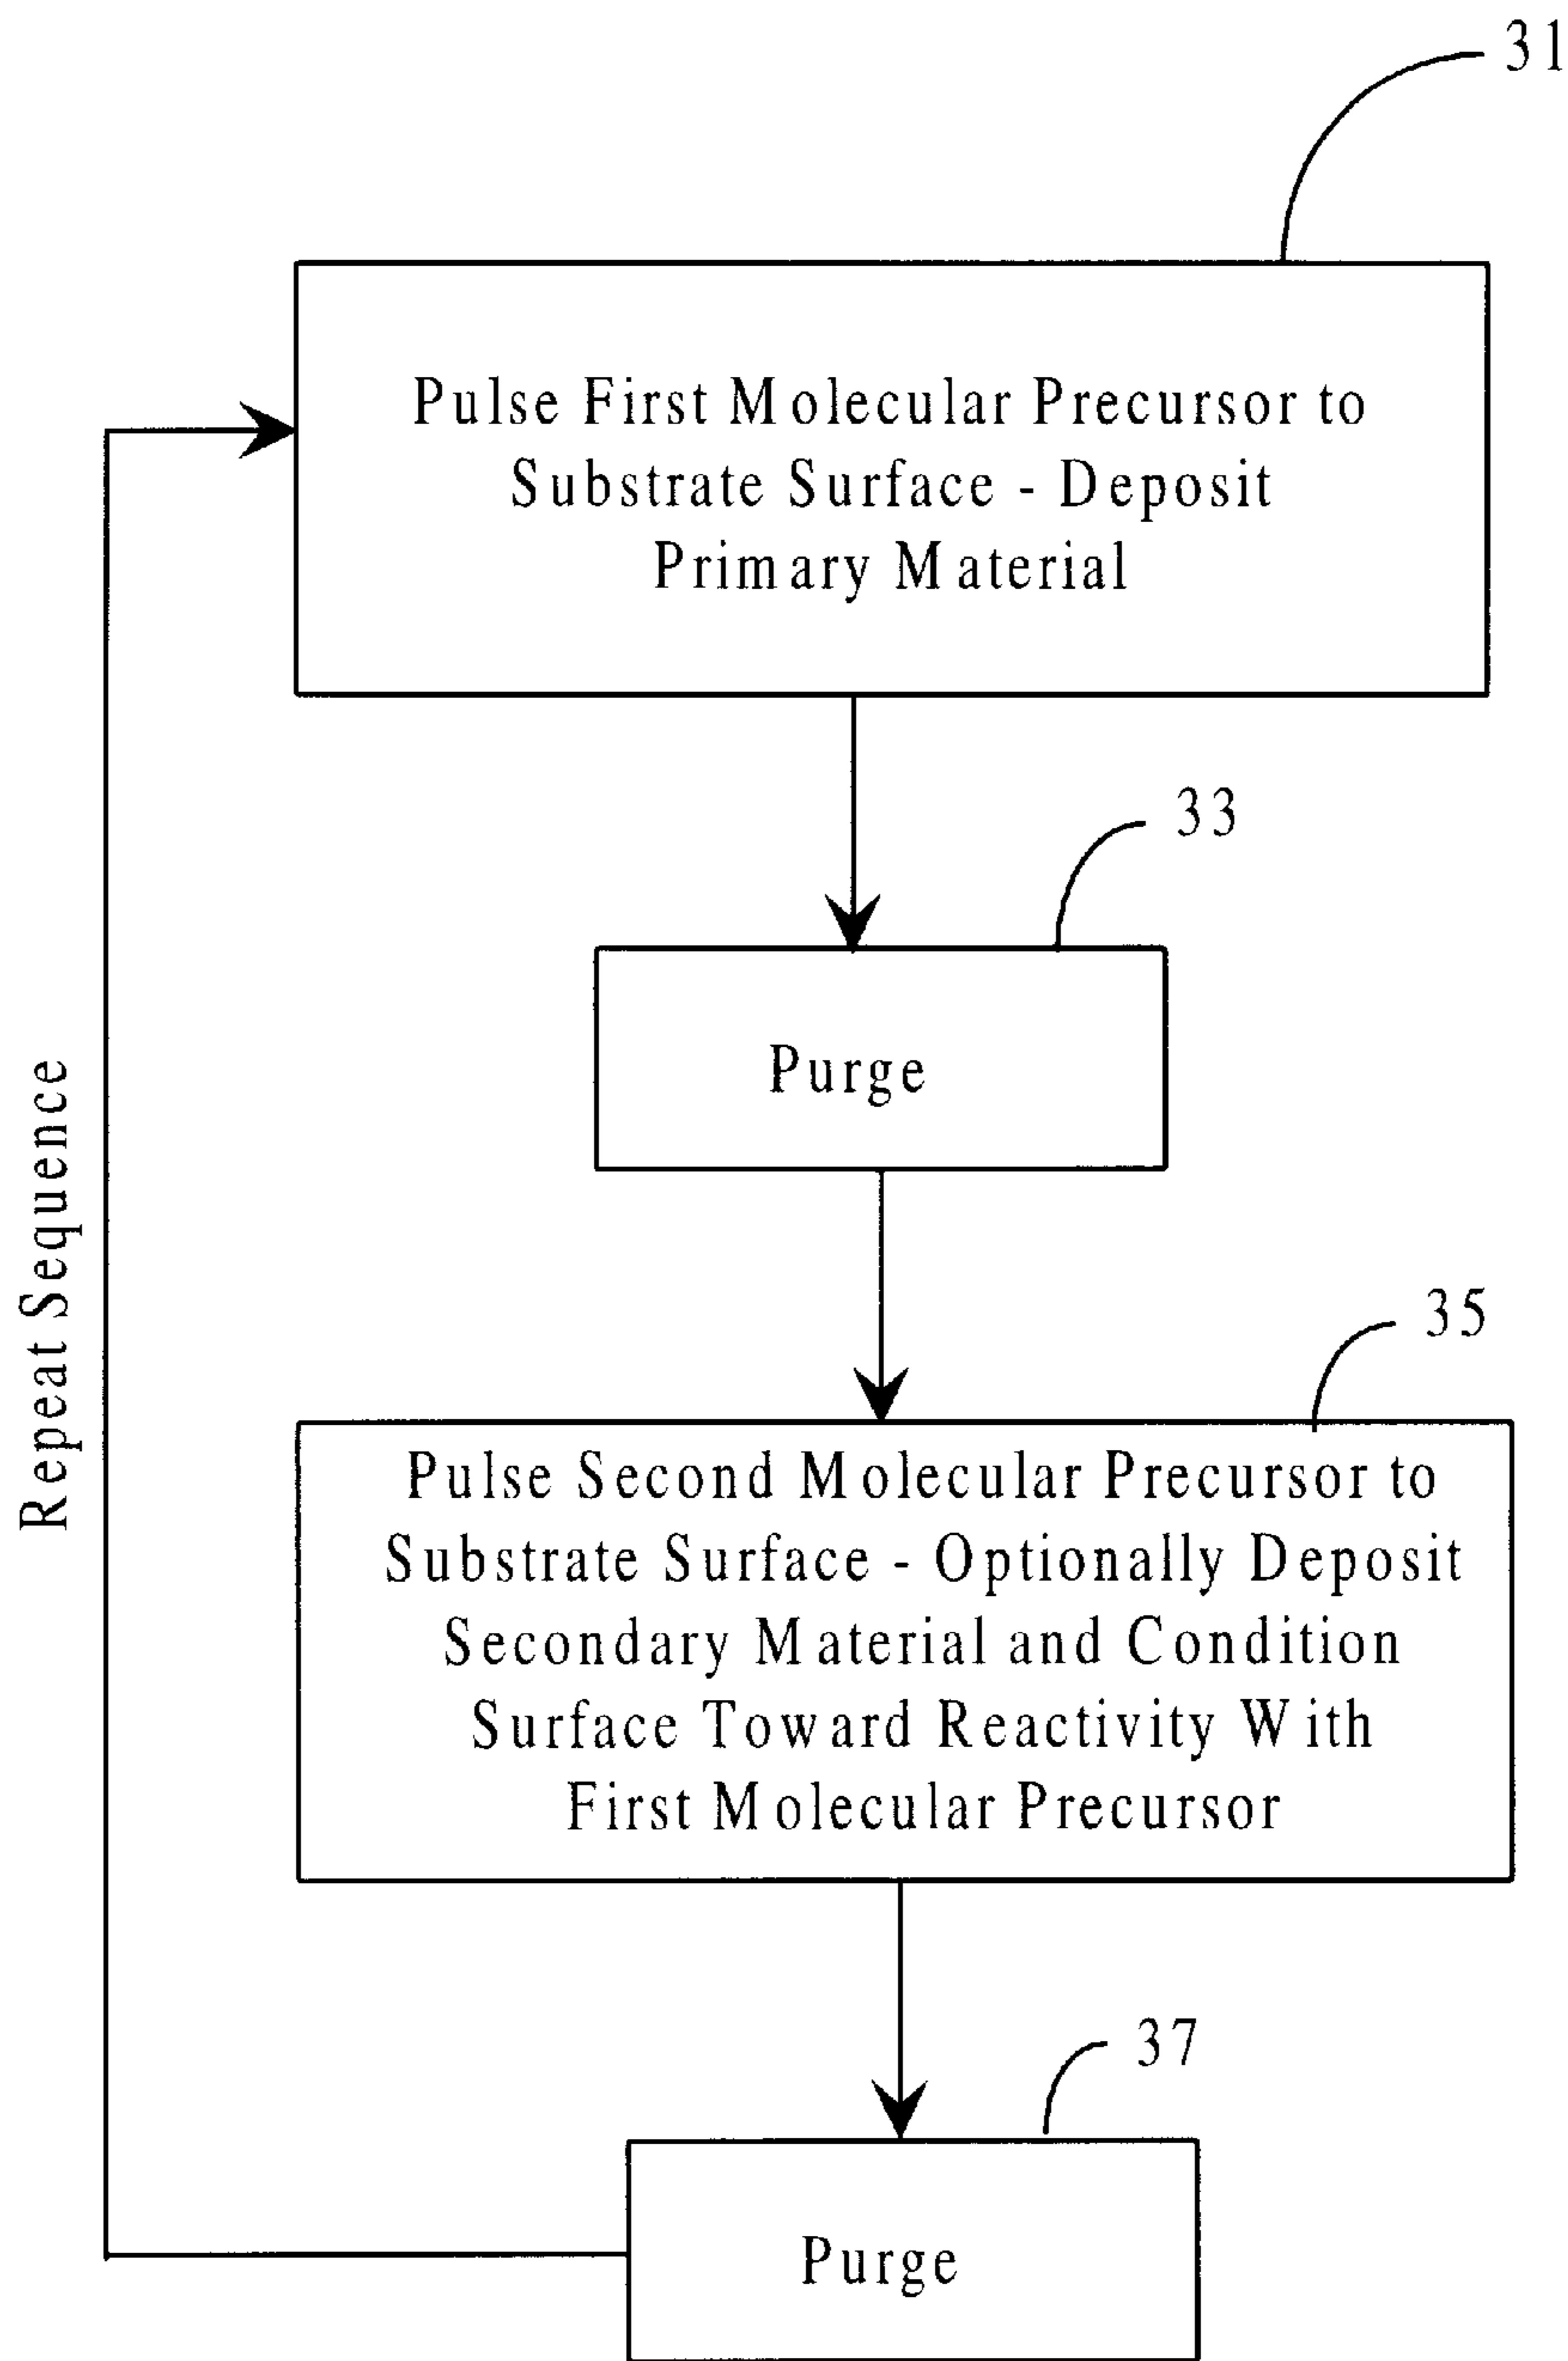 31
Pulse First Molecular Precursor to
Substrate Surface - Deposit
Primary Material
33
Purge
Repeat Sequence
35
Pulse Second Molecular Precursor to
Substrate Surface - Optionally Deposit
Secondary Material and Condition
Surface Toward Reactivity With
First Molecular Precursor
37
Purge